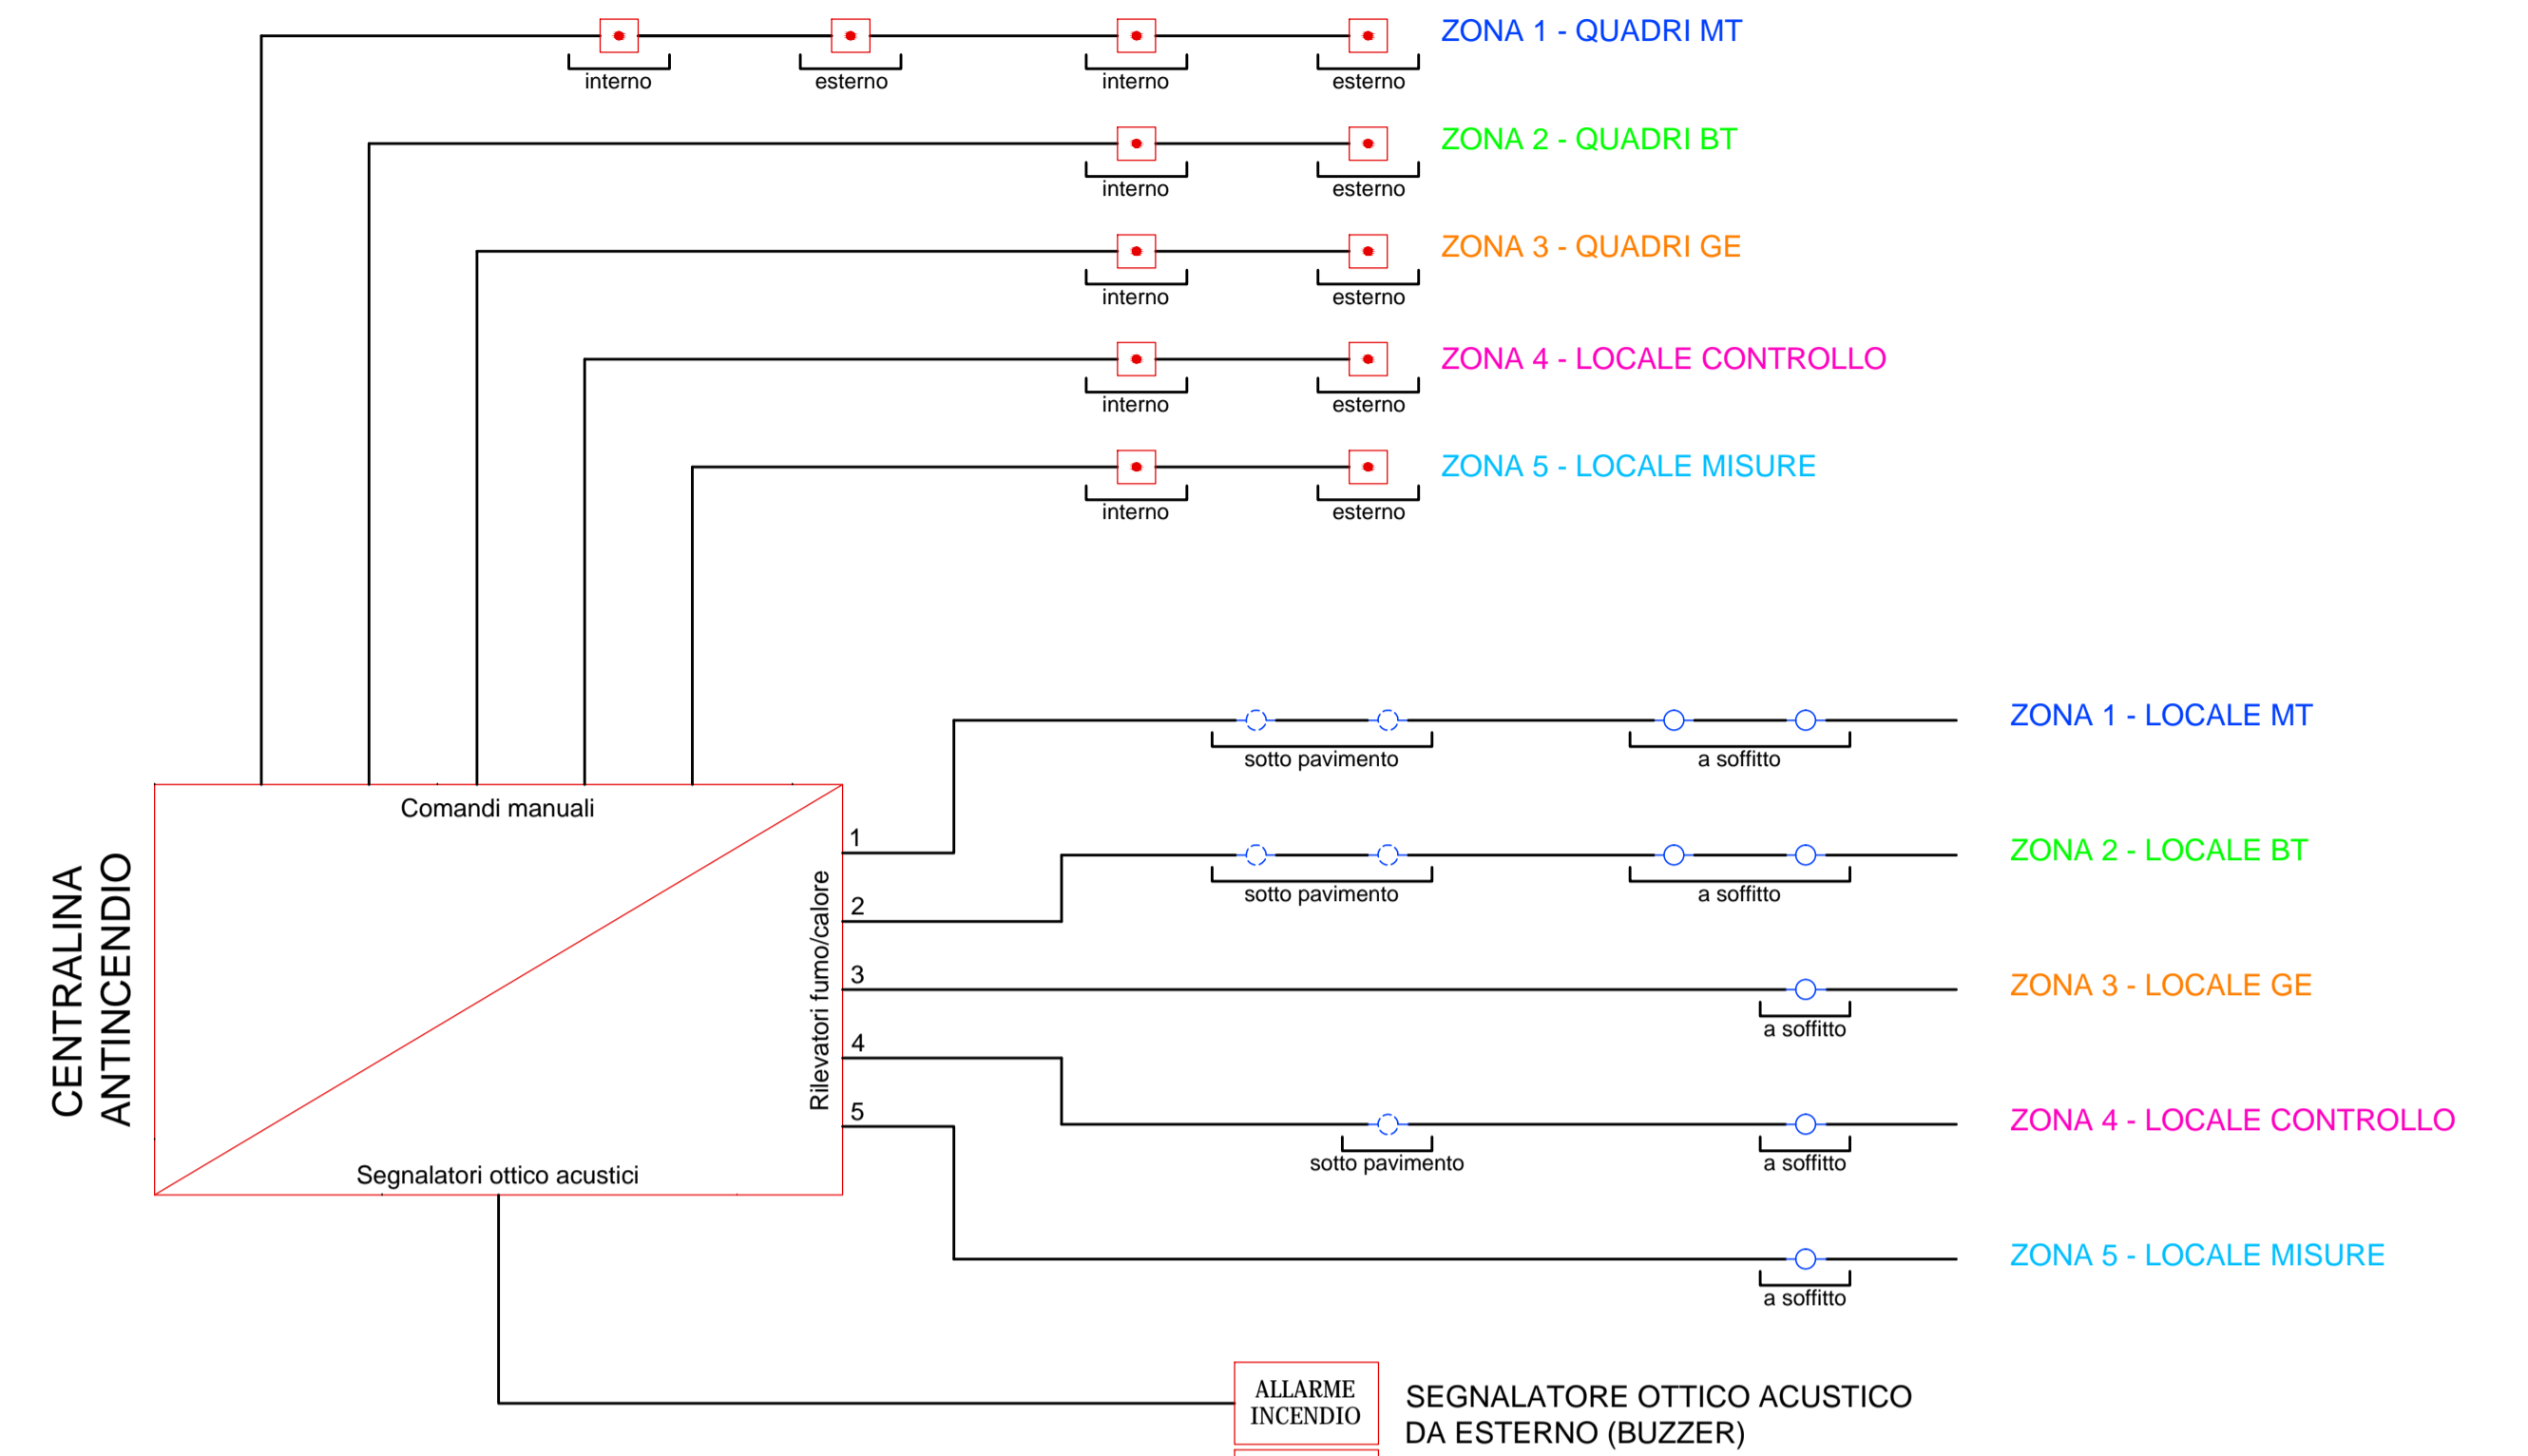 ZONA 1 - QUADRI MT
interno
esterno
interno
esterno
ZONA 2 - QUADRI BT
interno
esterno
ZONA 3 - QUADRI GE
interno
esterno
ZONA 4 - LOCALE CONTROLLO
interno
esterno
ZONA 5 - LOCALE MISURE
interno
esterno
CENTRALINA
ANTINCENDIO
Comandi manuali
Rilevatori fumo/calore
Segnalatori ottico acustici
1
2
3
4
5
ZONA 1 - LOCALE MT
sotto pavimento
a soffitto
ZONA 2 - LOCALE BT
sotto pavimento
a soffitto
ZONA 3 - LOCALE GE
a soffitto
ZONA 4 - LOCALE CONTROLLO
sotto pavimento
a soffitto
ZONA 5 - LOCALE MISURE
a soffitto
ALLARME
INCENDIO
SEGNALATORE OTTICO ACUSTICO
DA ESTERNO (BUZZER)